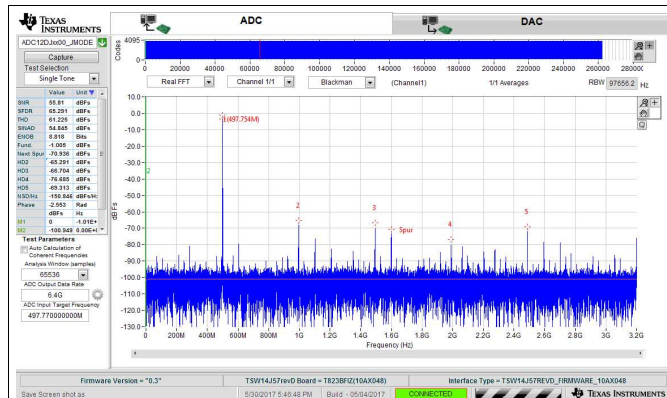 TEXAS INSTRUMENTS
ADC
DAC
ADC12DJxx00_JMODE
Capture
Test Selection
Single Tone
Value Unit
SNR 55.81 dBFs
SFDR 65.291 dBFs
THD 61.225 dBFs
SINAD 54.845 dBFs
ENOB 8.818 Bits
Fund. -1.005 dBFs
Next Spur -70.936 dBFs
HD2 -65.291 dBFs
HD3 -66.704 dBFs
HD4 -76.685 dBFs
HD5 -69.313 dBFs
NSD/Hz -150.846 dBFs/Hz
Phase -2.553 Rad
dBFs Hz
M1 0 -1.01E+
M2 -100.949 0.00E+(
Test Parameters
Auto Calculation of
Coherent Frequencies
Analysis Window (samples)
65536
ADC Output Data Rate
6.4G
ADC Input Target Frequency
497.770000000M
Codes
4095
0
0 20000 40000 60000 80000 100000 120000 140000 160000 180000 200000 220000 240000 260000 280000
Real FFT Channel 1/1 Blackman (Channel1) 1/1 Averages RBW 97656.2 Hz
dBFs
10.0
0.0
-10.0
-20.0
-30.0
-40.0
-50.0
-60.0
-70.0
-80.0
-90.0
-100.0
-110.0
-120.0
-130.0
1(497.754M)
2
2
3
Spur
4
5
0 200M 400M 600M 800M 1G 1.2G 1.4G 1.6G 1.8G 2G 2.2G 2.4G 2.6G 2.8G 3G 3.2G
Frequency (Hz)
Firmware Version = "0.3"
TSW14J57revD Board = T823BFIZ(10AX048)
Interface Type = TSW14J57REVD_FIRMWARE_10AX048
Save Screen shot as
5/30/2017 5:46:48 PM
Build - 05/04/2017
CONNECTED
TEXAS INSTRUMENTS